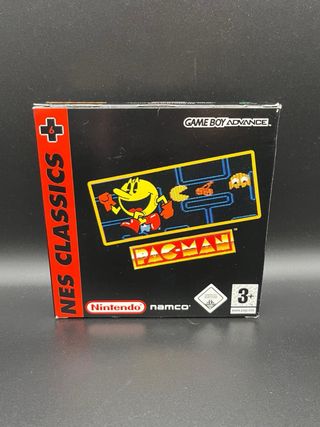 6
NES CLASSICS
GAME BOY ADVANCE
PAC-MAN
Nintendo
namco
3+